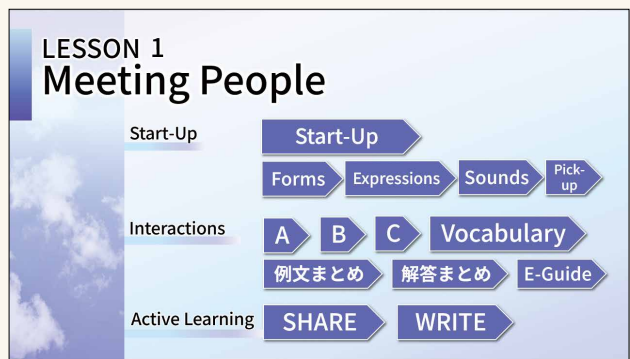 LESSON 1
Meeting People
Start-Up
Start-Up
Forms
Expressions
Sounds
Pick-
up
Interactions
A
B
C
Vocabulary
例文まとめ
解答まとめ
E-Guide
Active Learning
SHARE
WRITE